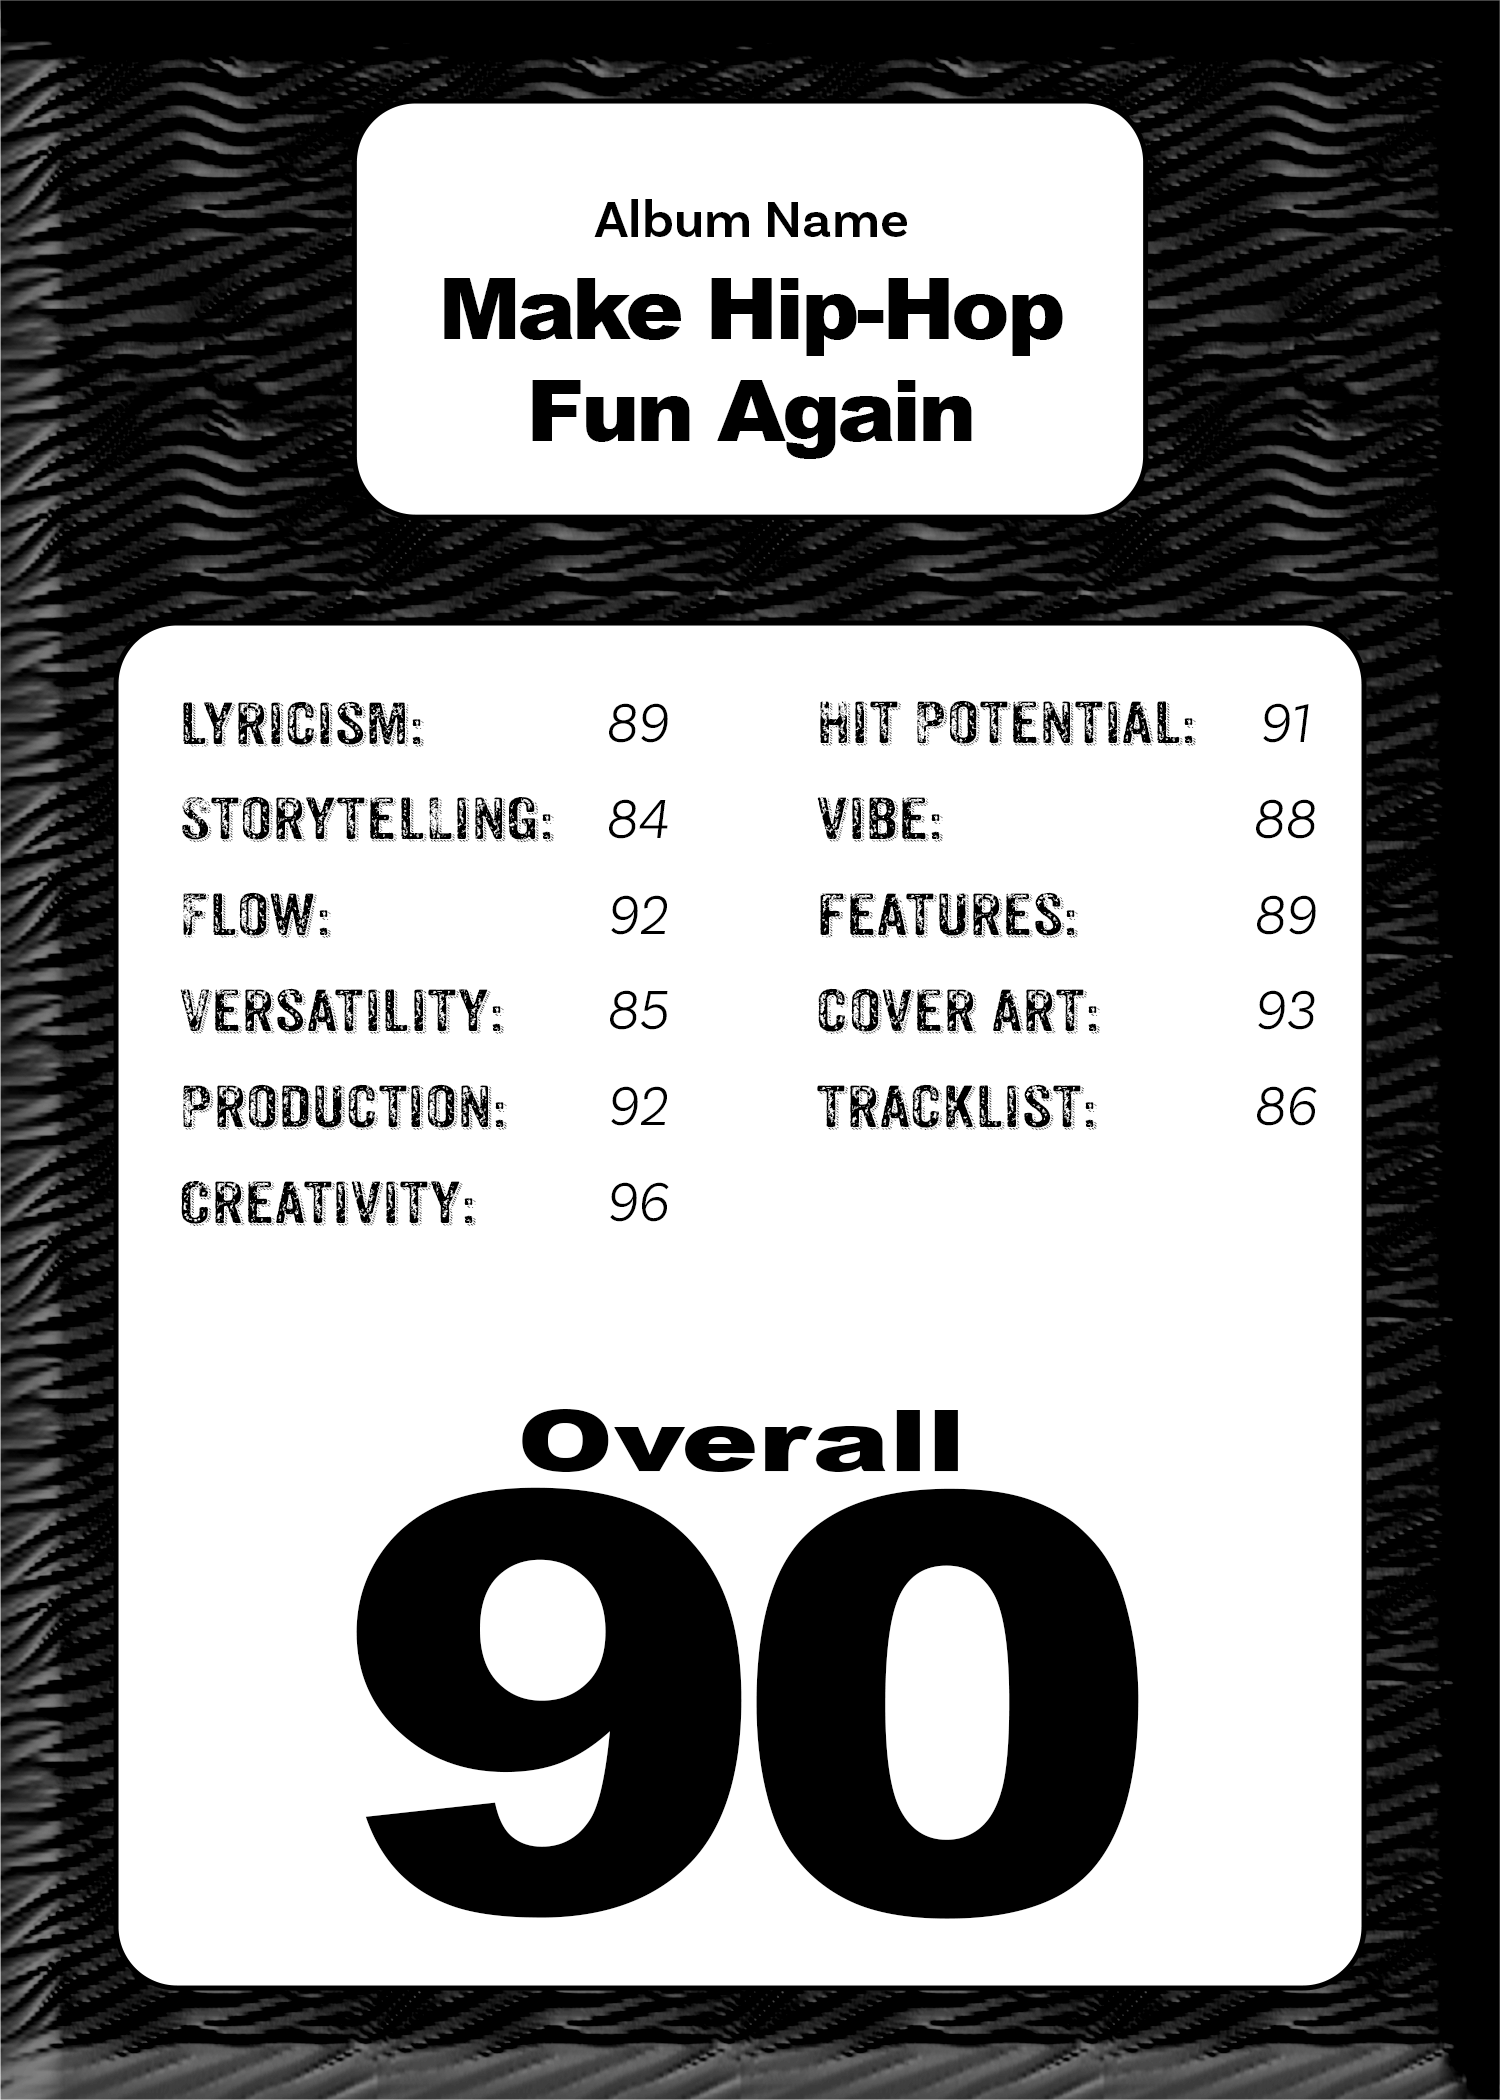 Album Name
Make Hip-Hop
Fun Again
LYRICISM: 89
STORYTELLING: 84
FLOW: 92
VERSATILITY: 85
PRODUCTION: 92
CREATIVITY: 96
HIT POTENTIAL: 91
VIBE: 88
FEATURES: 89
COVER ART: 93
TRACKLIST: 86
Overall
90